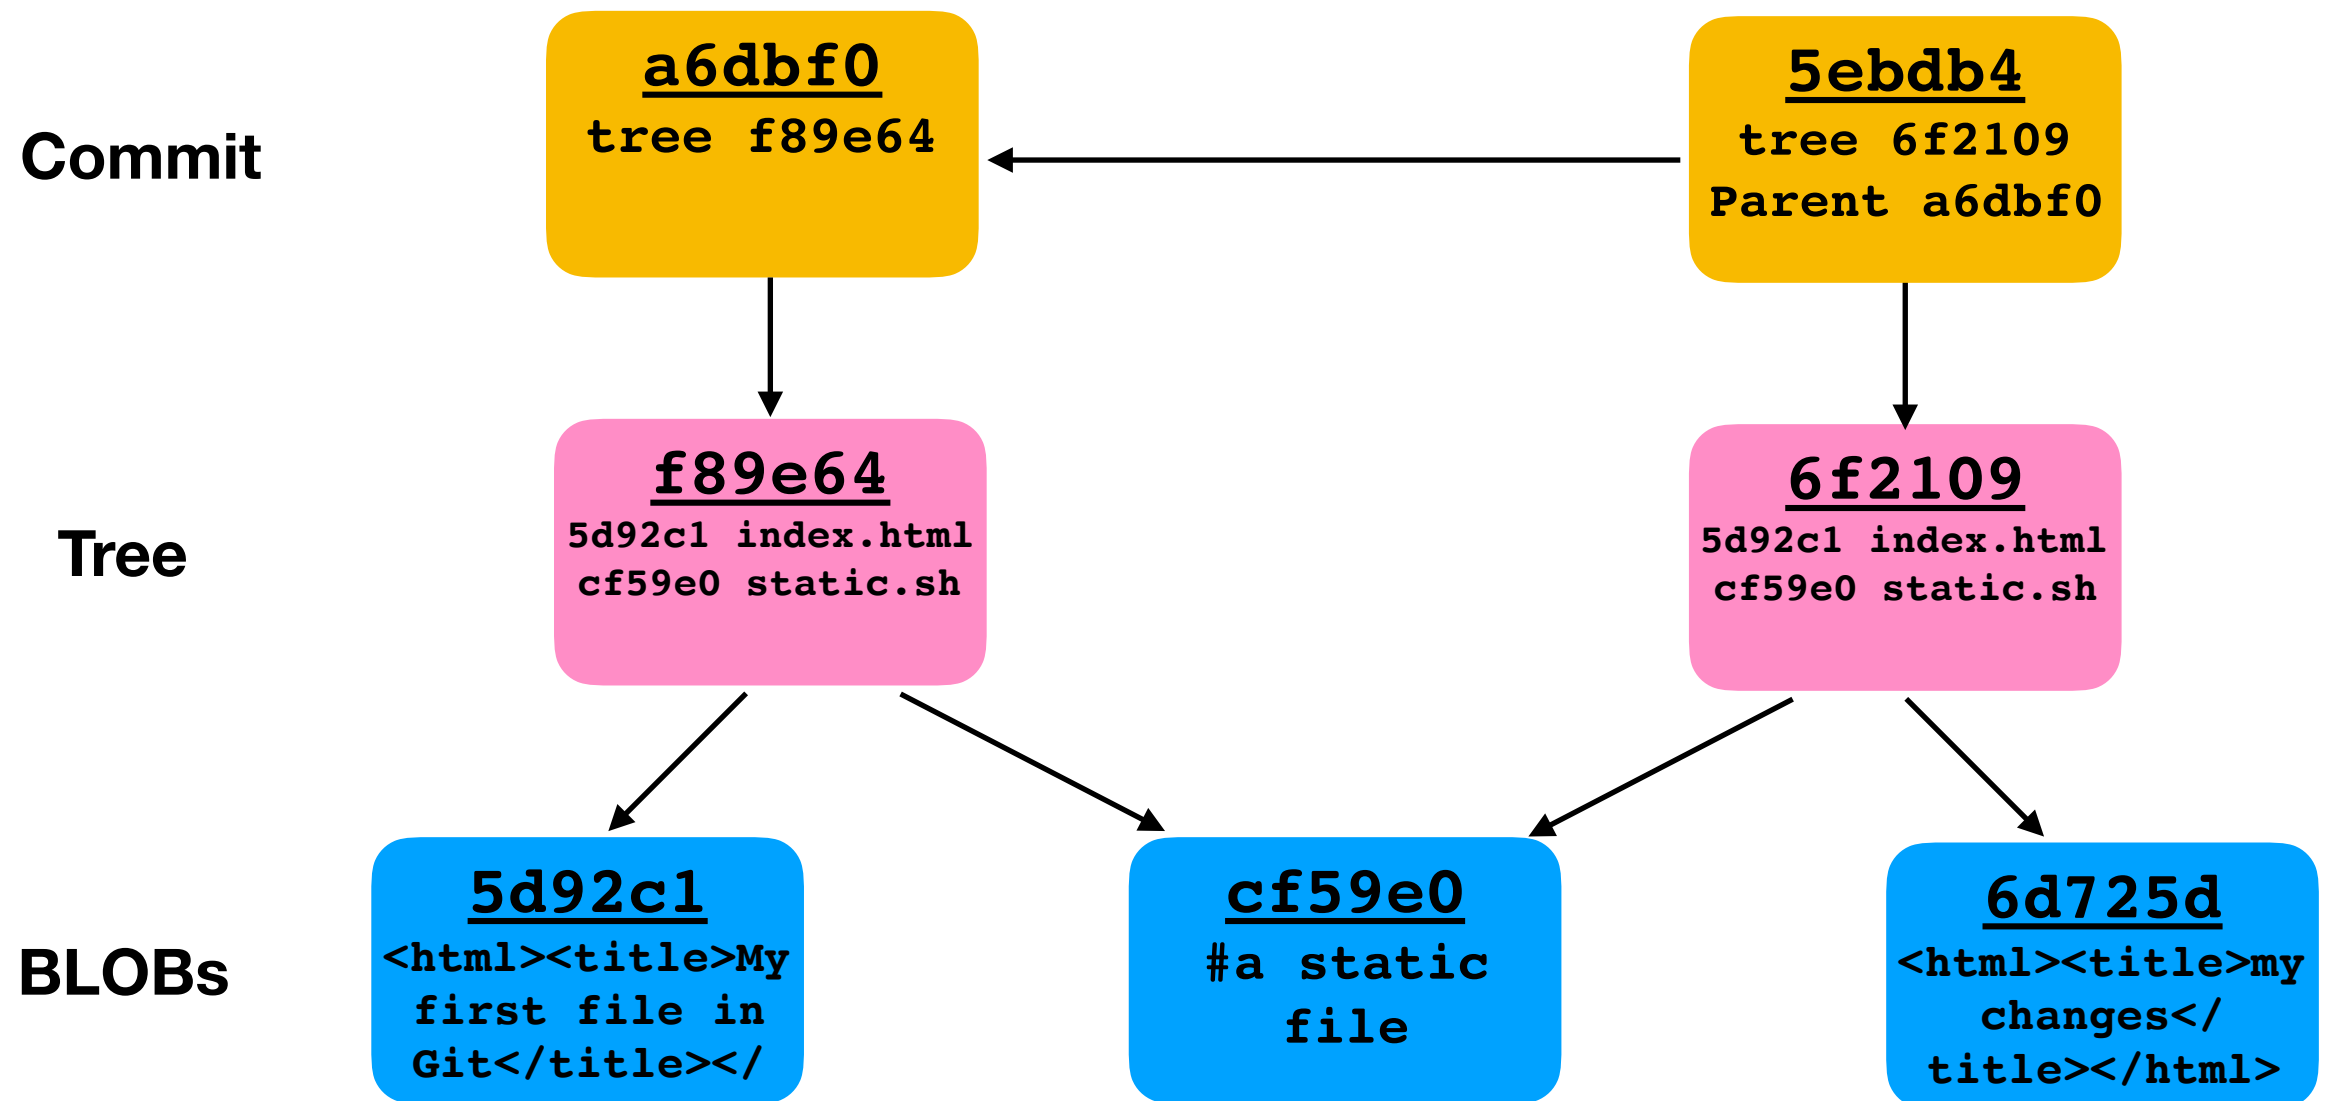 Commit
a6dbf0
tree f89e64
5ebdb4
tree 6f2109
Parent a6dbf0
Tree
f89e64
5d92c1 index.html
cf59e0 static.sh
6f2109
5d92c1 index.html
cf59e0 static.sh
BLOBs
5d92c1
<html><title>My
first file in
Git</title></
cf59e0
#a static
file
6d725d
<html><title>my
changes</
title></html>